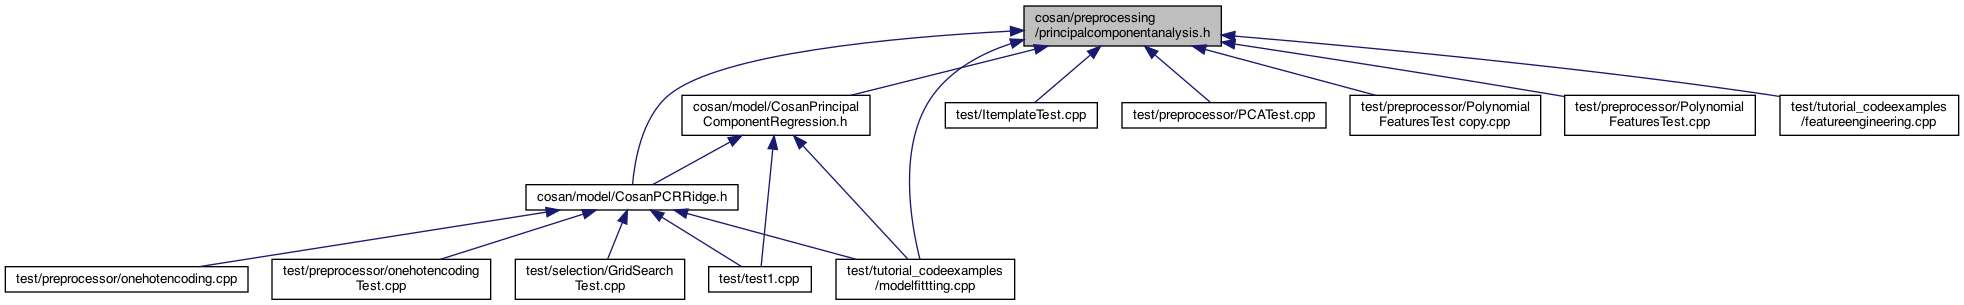 cosan/preprocessing
/principalcomponentanalysis.h
cosan/model/CosanPrincipal
ComponentRegression.h
test/ItemplateTest.cpp
test/preprocessor/PCATest.cpp
test/preprocessor/Polynomial
FeaturesTest copy.cpp
test/preprocessor/Polynomial
FeaturesTest.cpp
test/tutorial_codeexamples
/featureengineering.cpp
cosan/model/CosanPCRRidge.h
test/preprocessor/onehotencoding.cpp
test/preprocessor/onehotencoding
Test.cpp
test/selection/GridSearch
Test.cpp
test/test1.cpp
test/tutorial_codeexamples
/modelfittting.cpp